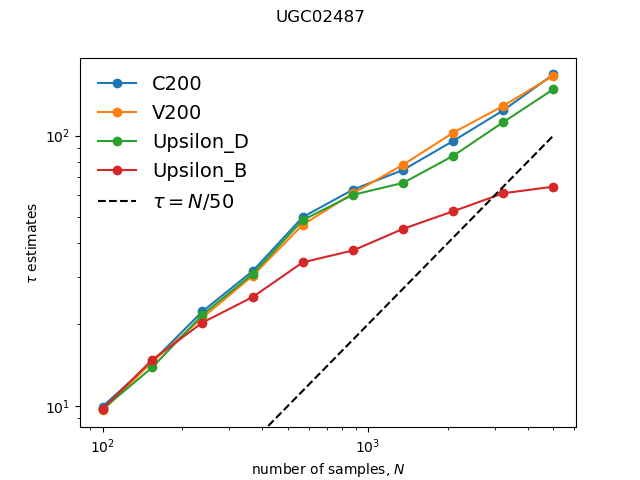 UGC02487
C200
V200
Upsilon_D
Upsilon_B
τ = N/50
τ estimates
10²
10¹
10² 10³
number of samples, N